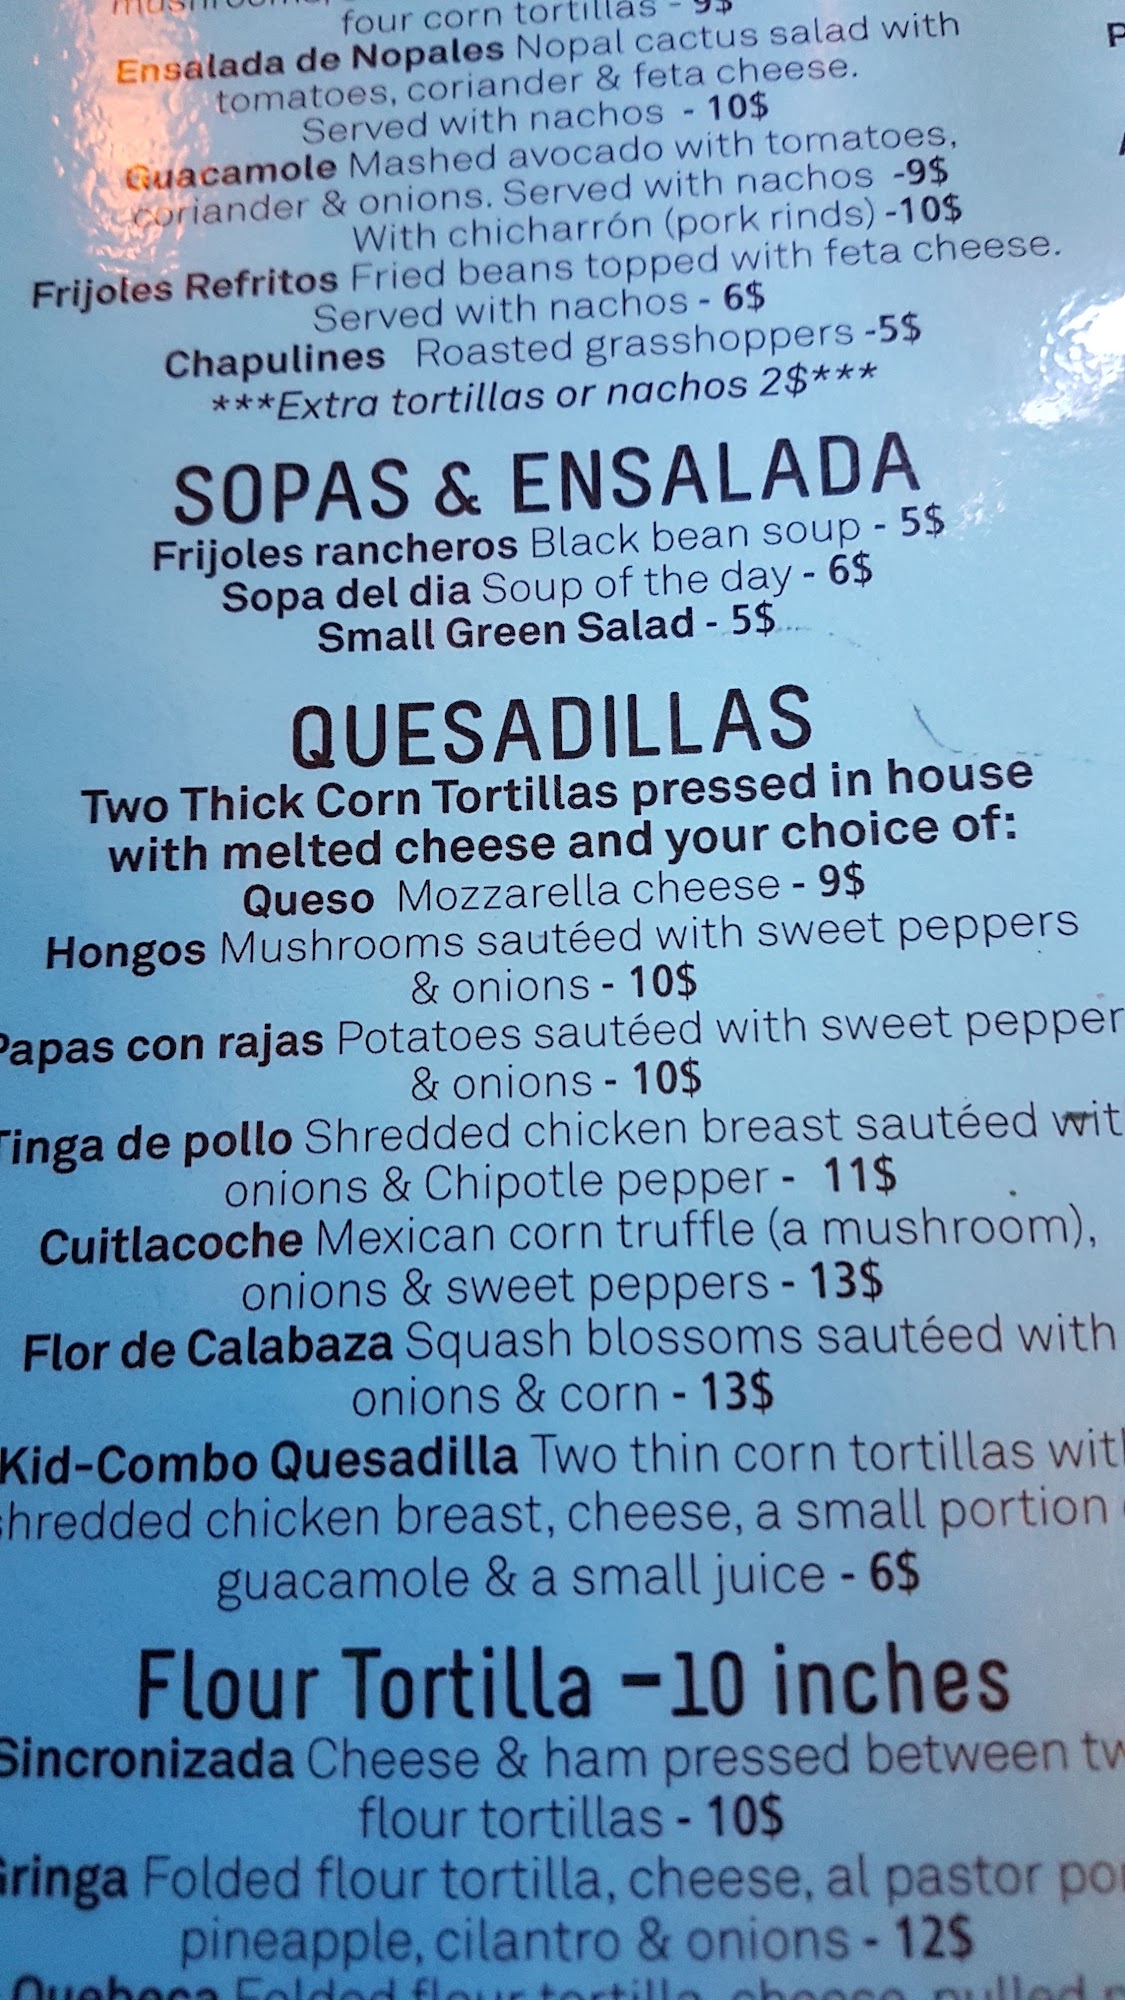 four corn tortillas - 9$
Ensalada de Nopales Nopal cactus salad with
tomatoes, coriander & feta cheese.
Served with nachos - 10$
Guacamole Mashed avocado with tomatoes,
coriander & onions. Served with nachos -9$
With chicharrón (pork rinds) -10$
Frijoles Refritos Fried beans topped with feta cheese.
Served with nachos - 6$
Chapulines Roasted grasshoppers -5$
***Extra tortillas or nachos 2$***
SOPAS & ENSALADA
Frijoles rancheros Black bean soup - 5$
Sopa del dia Soup of the day - 6$
Small Green Salad - 5$
QUESADILLAS
Two Thick Corn Tortillas pressed in house
with melted cheese and your choice of:
Queso Mozzarella cheese - 9$
Hongos Mushrooms sautéed with sweet peppers
& onions - 10$
Papas con rajas Potatoes sautéed with sweet pepper
& onions - 10$
Tinga de pollo Shredded chicken breast sautéed wit
onions & Chipotle pepper - 11$
Cuitlacoche Mexican corn truffle (a mushroom),
onions & sweet peppers - 13$
Flor de Calabaza Squash blossoms sautéed with
onions & corn - 13$
Kid-Combo Quesadilla Two thin corn tortillas with
shredded chicken breast, cheese, a small portion
guacamole & a small juice - 6$
Flour Tortilla -10 inches
Sincronizada Cheese & ham pressed between tw
flour tortillas - 10$
Gringa Folded flour tortilla, cheese, al pastor por
pineapple, cilantro & onions - 12$
Folded flour tortilla, cheese, pulled